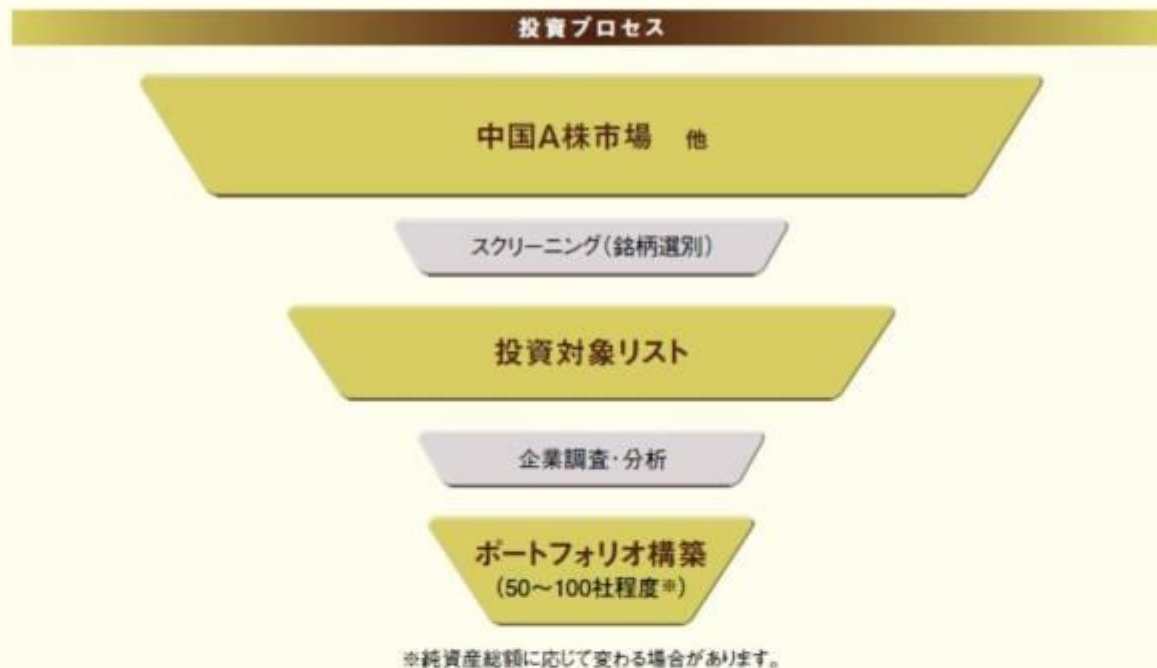 投資プロセス
中国A株市場 他
スクリーニング(銘柄選別)
投資対象リスト
企業調査・分析
ポートフォリオ構築
(50〜100社程度※)
※純資産総額に応じて変わる場合があります。